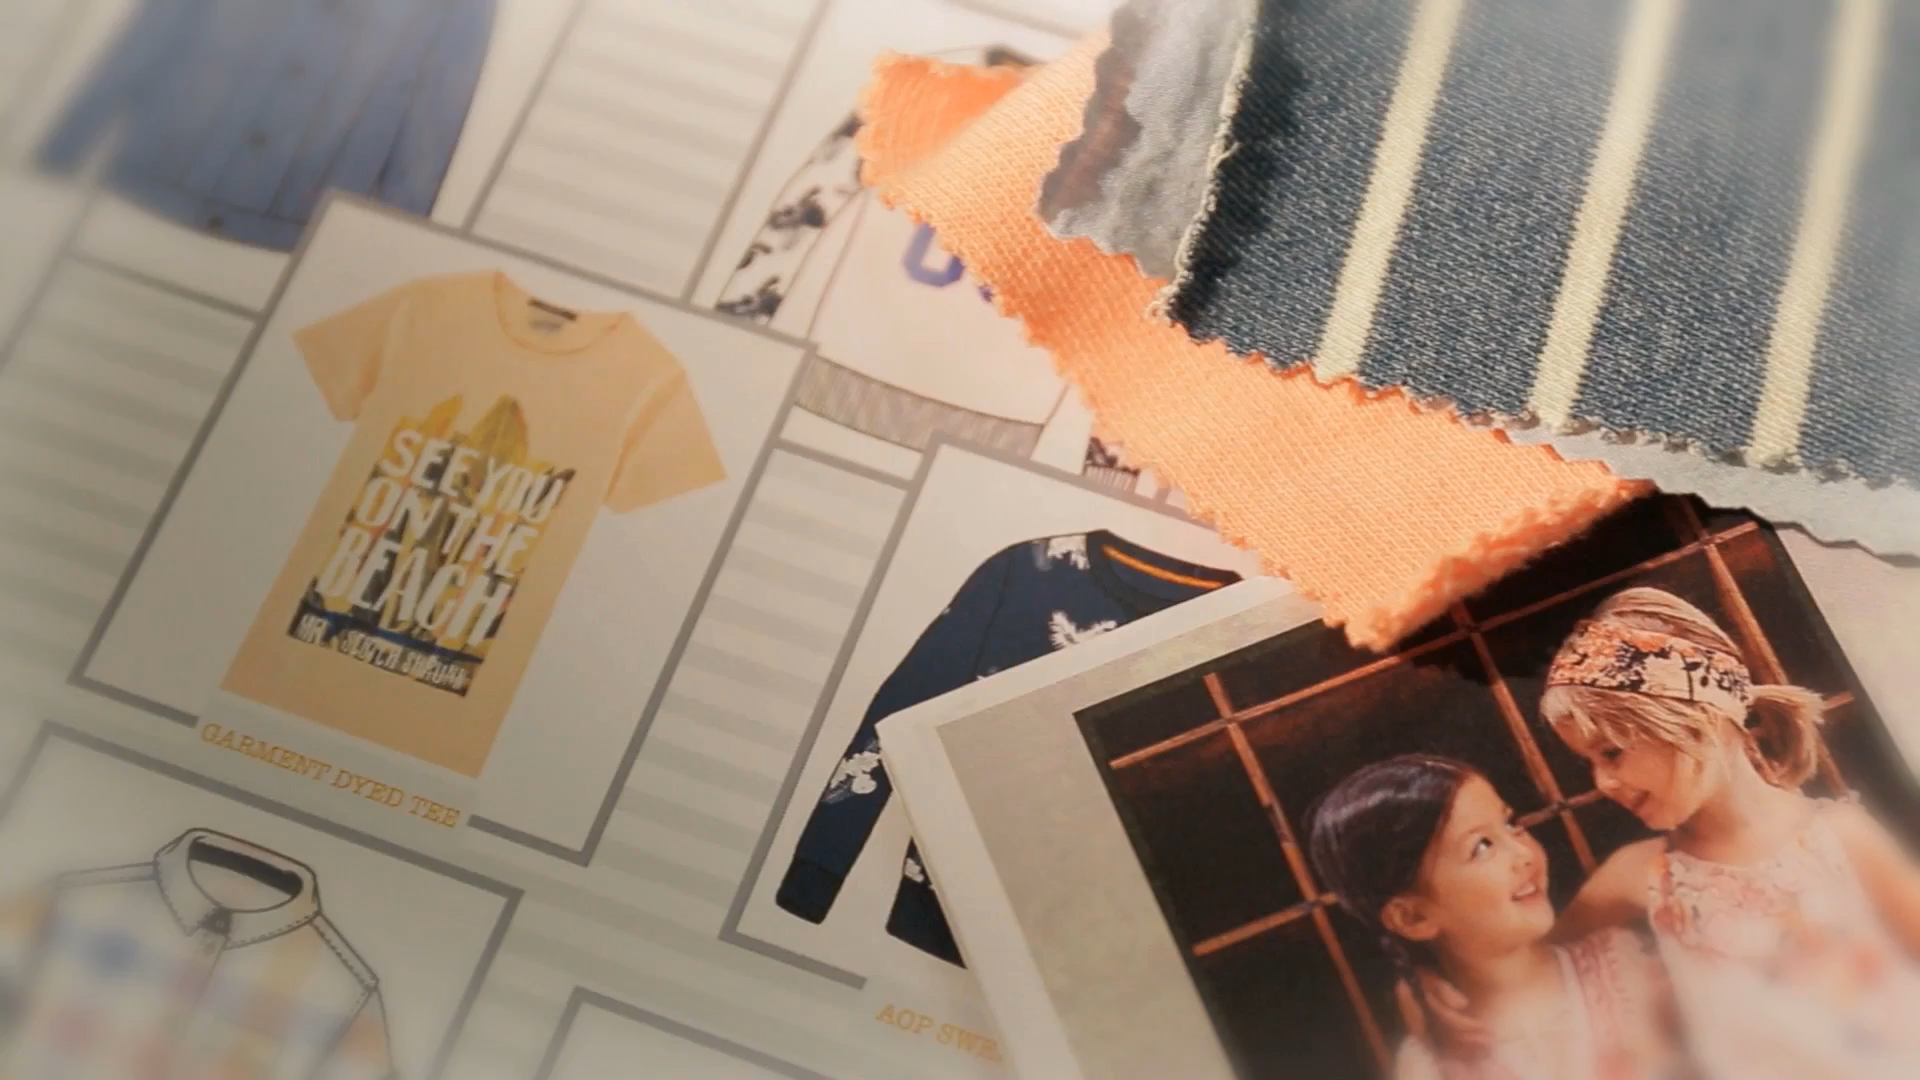 SEE YOU
ON THE
BEACH
GARMENT DYED TEE
AOP SWE